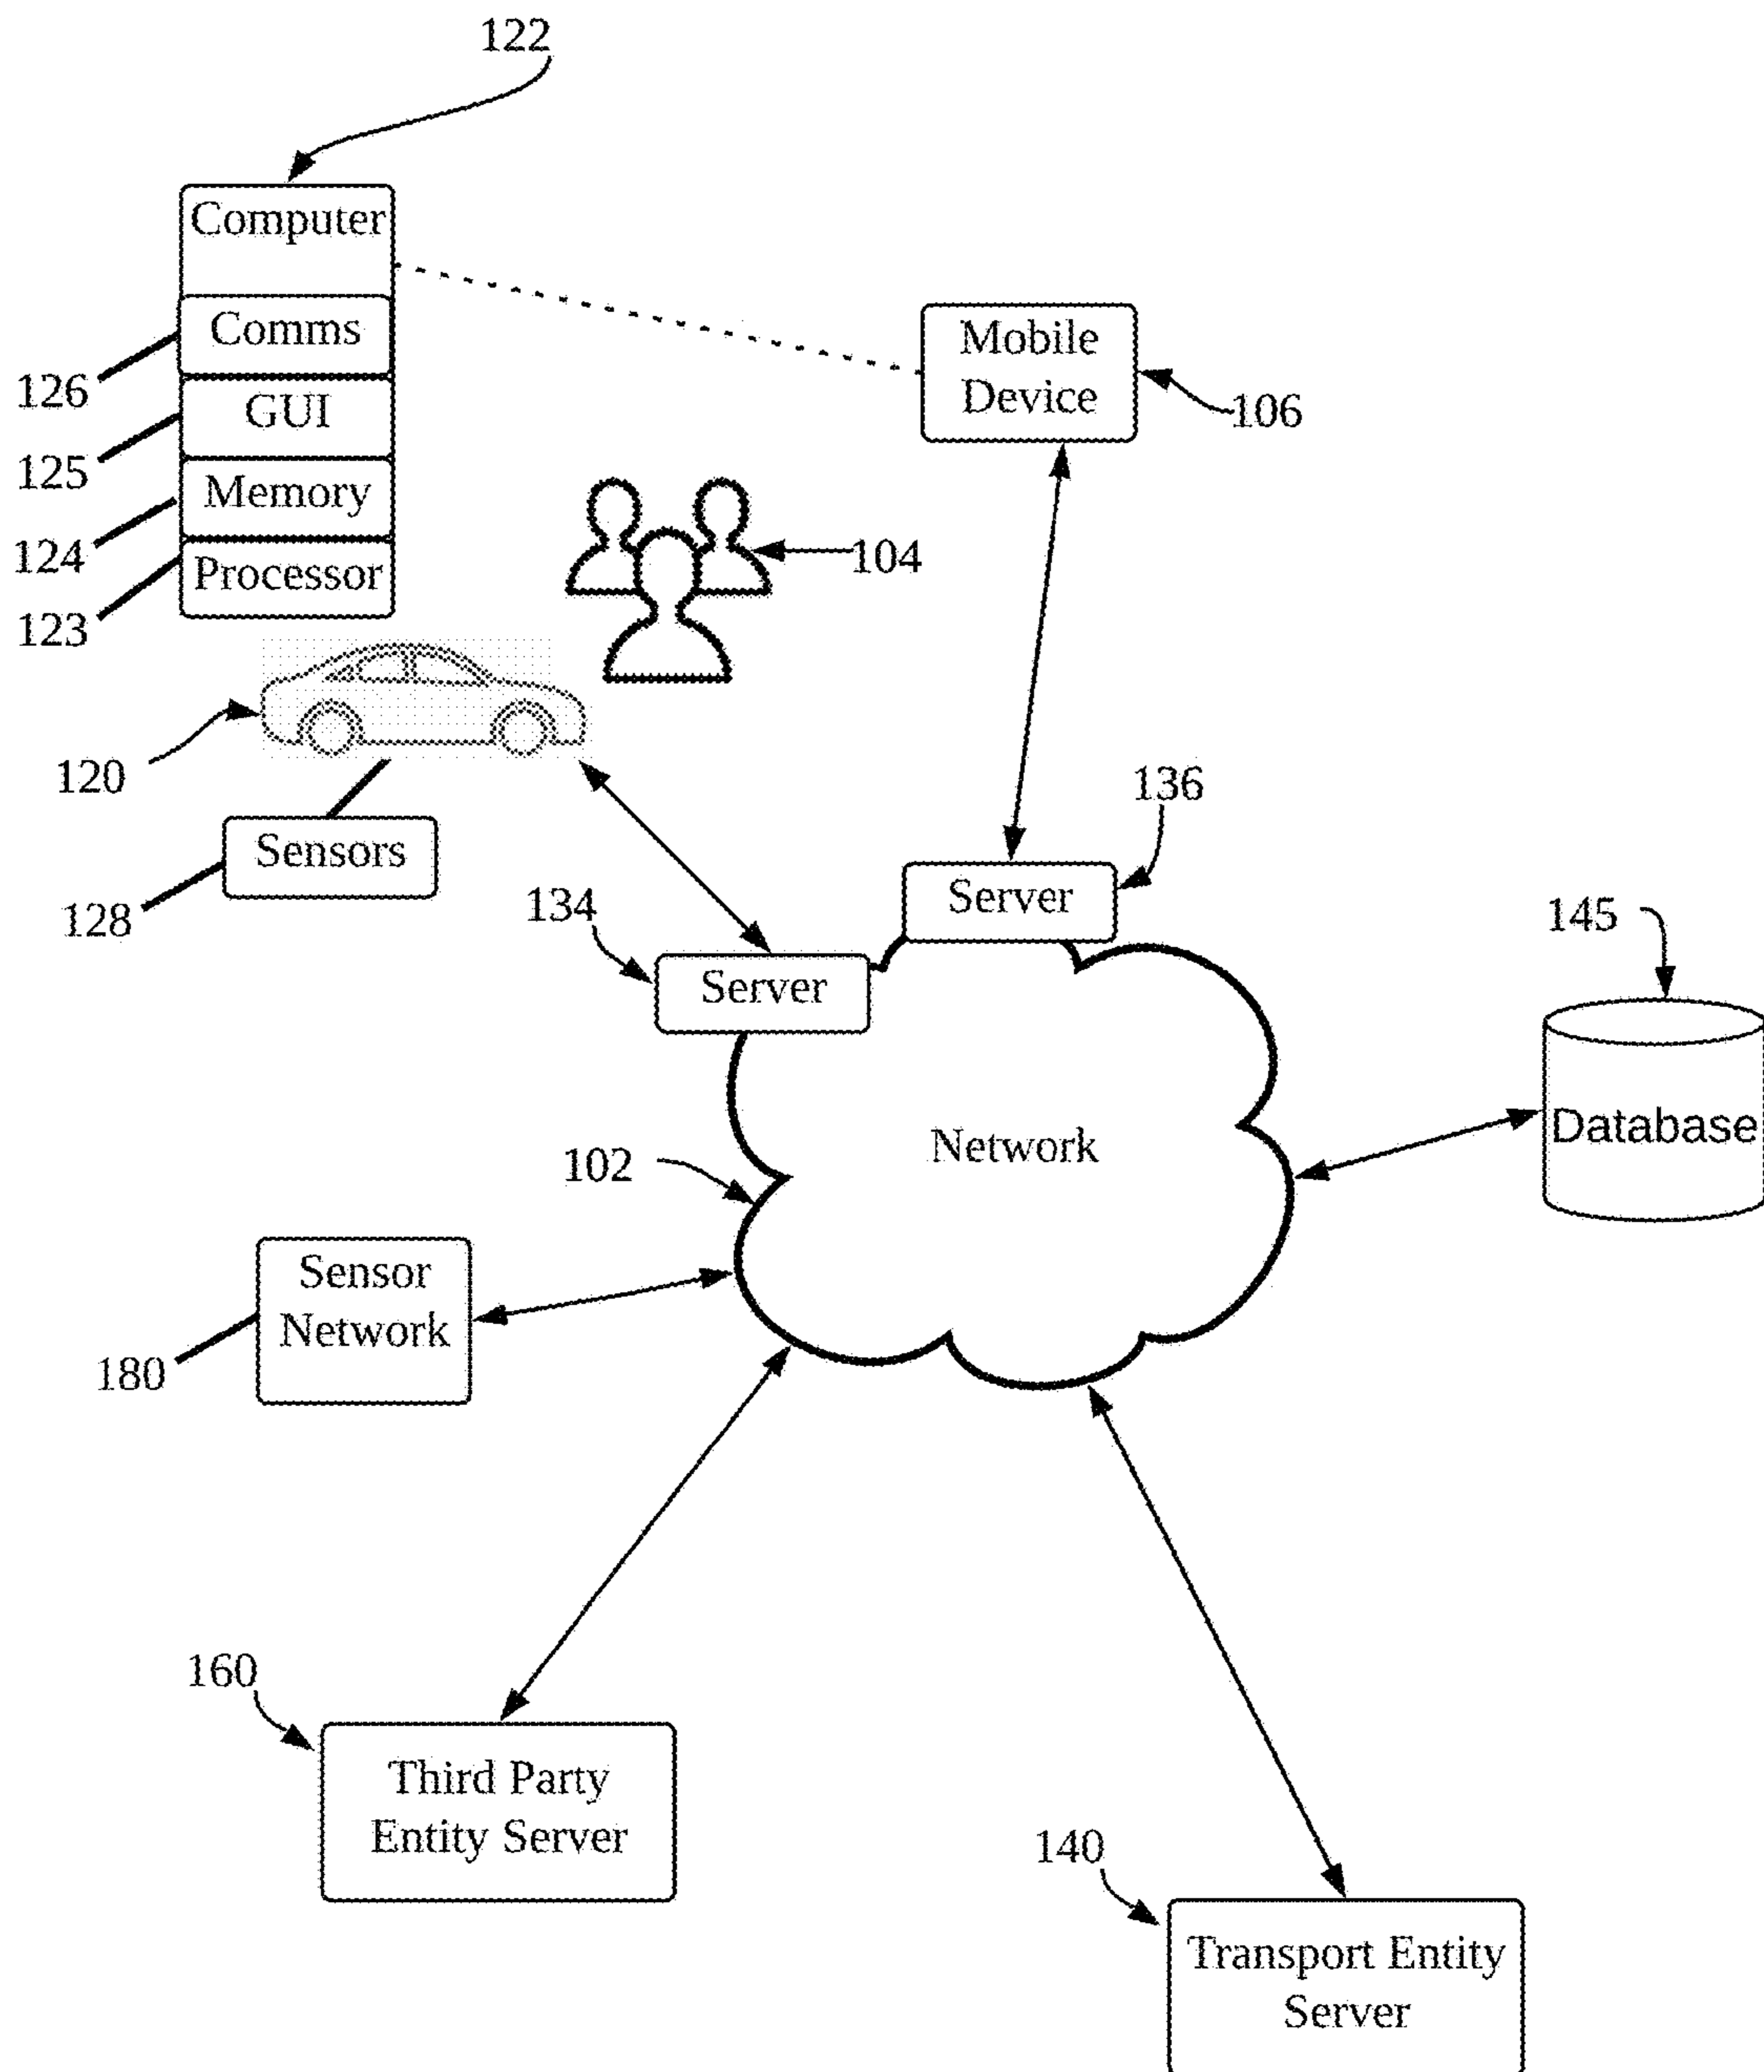 122
Computer
Comms
126
GUI
125
Memory
124
Processor
123
Mobile
Device
106
104
120
Sensors
128
136
Server
134
Server
145
Database
Network
102
Sensor
Network
180
160
Third Party
Entity Server
140
Transport Entity
Server